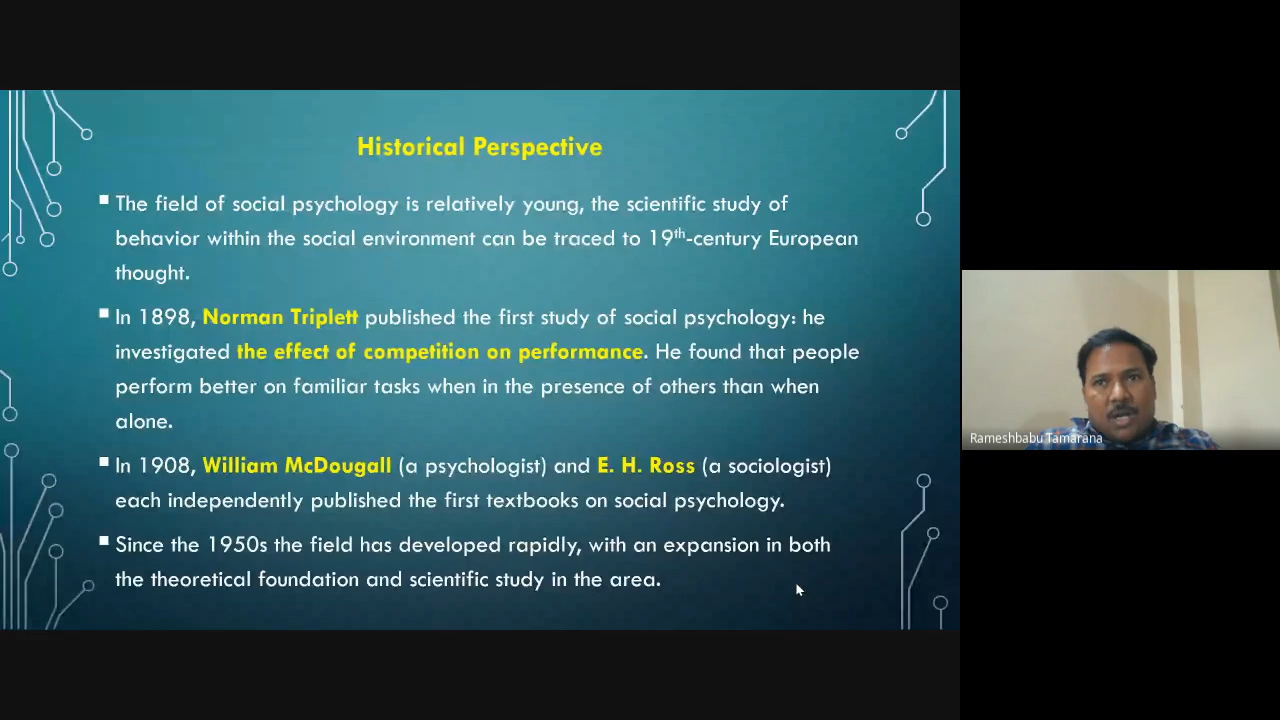 Historical Perspective
The field of social psychology is relatively young, the scientific study of
behavior within the social environment can be traced to 19th-century European
thought.
In 1898, Norman Triplett published the first study of social psychology: he
investigated the effect of competition on performance. He found that people
perform better on familiar tasks when in the presence of others than when
alone.
In 1908, William McDougall (a psychologist) and E. H. Ross (a sociologist)
each independently published the first textbooks on social psychology.
Since the 1950s the field has developed rapidly, with an expansion in both
the theoretical foundation and scientific study in the area.
Rameshbabu Tamarana